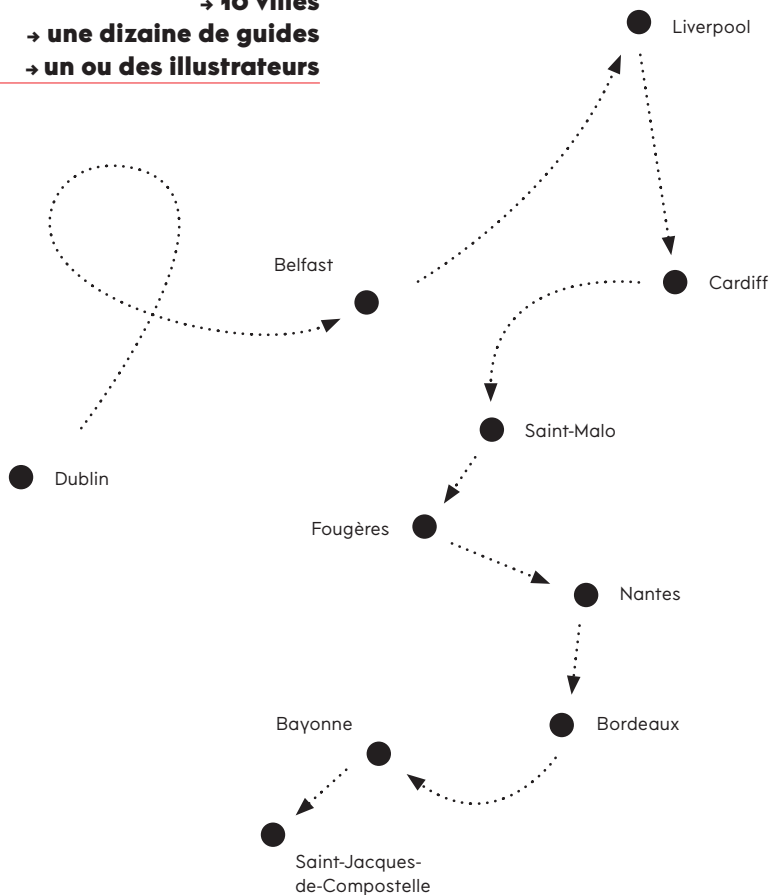 → 10 villes
→ une dizaine de guides
→ un ou des illustrateurs
Liverpool
Belfast
Cardiff
Saint-Malo
Dublin
Fougères
Nantes
Bayonne
Bordeaux
Saint-Jacques-
de-Compostelle